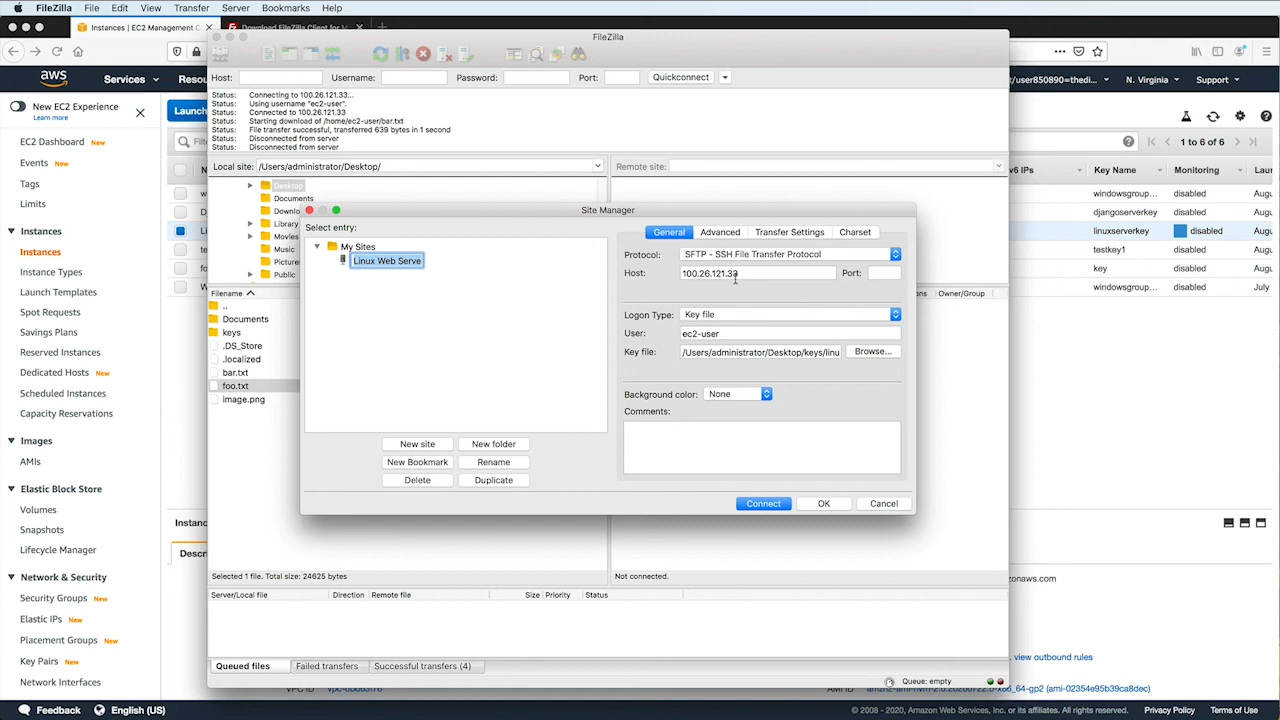 FileZilla File Edit View Transfer Server Bookmarks Help
Instances | EC2 Management C
Download FileZilla Client for M
FileZilla
aws Services
N. Virginia Support
Host: Username: Password: Port: Quickconnect
New EC2 Experience
Learn more
Status: Connecting to 100.26.121.33...
Status: Using username "ec2-user".
Status: Connected to 100.26.121.33
Status: Starting download of /home/ec2-user/bar.txt
Status: File transfer successful, transferred 639 bytes in 1 second
Status: Disconnected from server
Status: Disconnected from server
1 to 6 of 6
Local site: /Users/administrator/Desktop/
Remote site:
Key Name Monitoring
Desktop
Documents
Library
Movies
Music
Public
EC2 Dashboard New
Events New
Tags
Limits
Instances
Instances
Instance Types
Launch Templates
Spot Requests
Savings Plans
Reserved Instances
Dedicated Hosts New
Scheduled Instances
Capacity Reservations
Images
AMIs
Elastic Block Store
Volumes
Snapshots
Lifecycle Manager
Network & Security
Security Groups New
Elastic IPs New
Placement Groups New
Key Pairs New
Network Interfaces
Filename
..
Documents
keys
.DS_Store
.localized
bar.txt
foo.txt
image.png
Site Manager
Select entry:
My Sites
Linux Web Serve
New site New folder
New Bookmark Rename
Delete Duplicate
General Advanced Transfer Settings Charset
Protocol: SFTP - SSH File Transfer Protocol
Host: 100.26.121.33 Port:
Logon Type: Key file
User: ec2-user
Key file: /Users/administrator/Desktop/keys/linu Browse...
Background color: None
Comments:
Connect OK Cancel
windowsgroup... disabled
djangoserverkey disabled
linuxserverkey disabled
testkey1 disabled
key disabled
windowsgroup... disabled July
Owner/Group
Selected 1 file. Total size: 24625 bytes
Not connected.
Server/Local file Direction Remote file Size Priority Status
Queued files Failed transfers Successful transfers (4)
Queue: empty
view outbound rules
(ami-02354e95b39ca8dec)
Feedback English (US)
© 2008 - 2020, Amazon Web Services, Inc. or its affiliates. All rights reserved. Privacy Policy Terms of Use